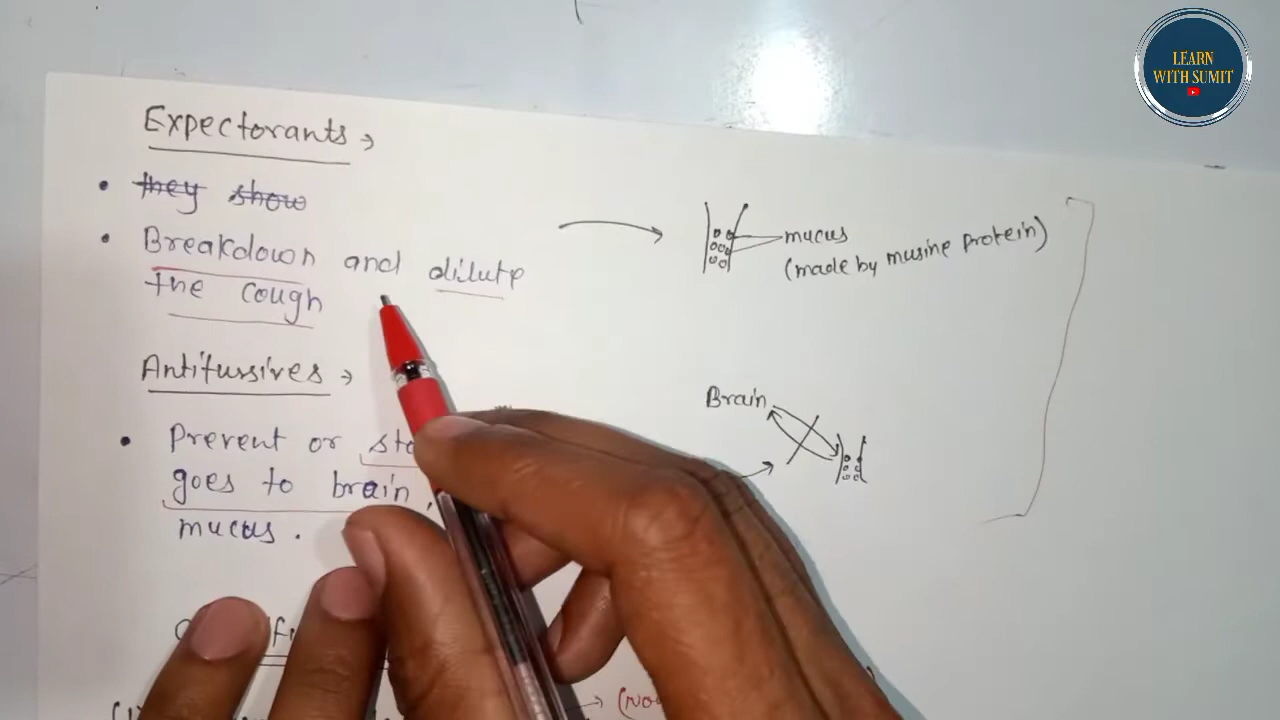 LEARN
WITH SUMIT
Expectorants →
• they show
• Breakdown and dilute
the cough
mucus
(made by musine protein)
Antifussives →
• Prevent or
goes to brain,
mucus.
Brain